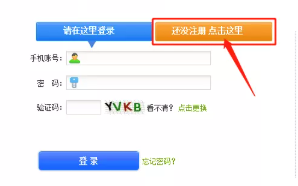 请在这里登录
还没注册 点击这里
手机账号：
密 码：
验证码： YVKB 看不清？ 点击更换
登 录 忘记密码？